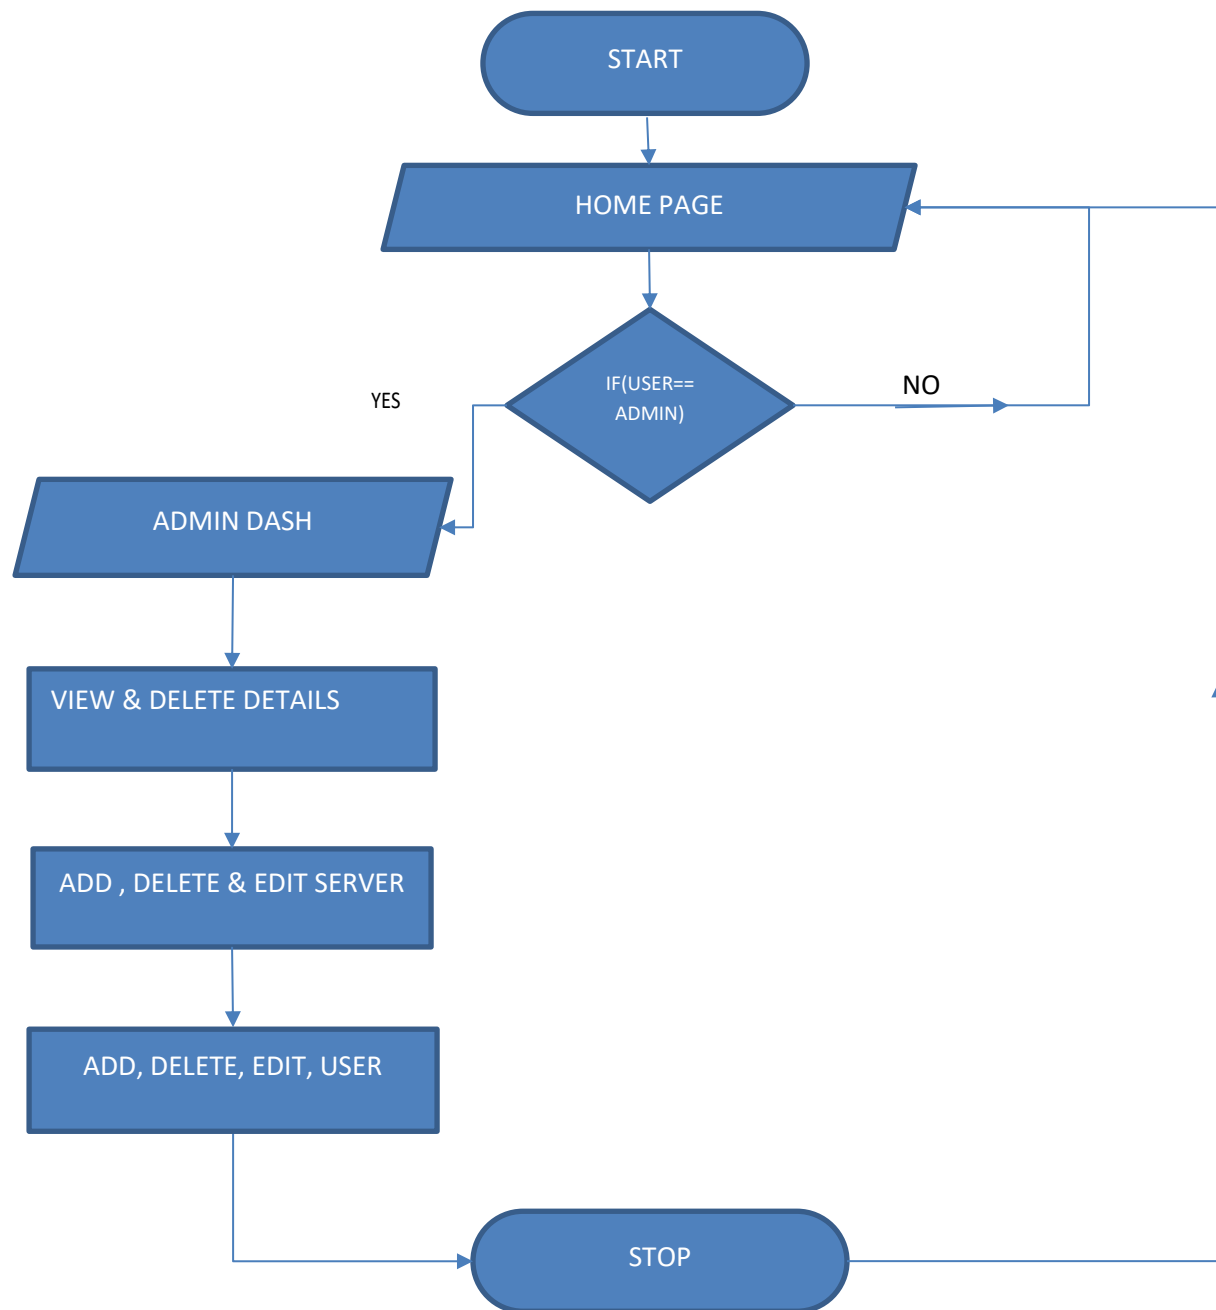 START
HOME PAGE
IF(USER==
ADMIN)
YES
NO
ADMIN DASH
VIEW & DELETE DETAILS
ADD , DELETE & EDIT SERVER
ADD, DELETE, EDIT, USER
STOP